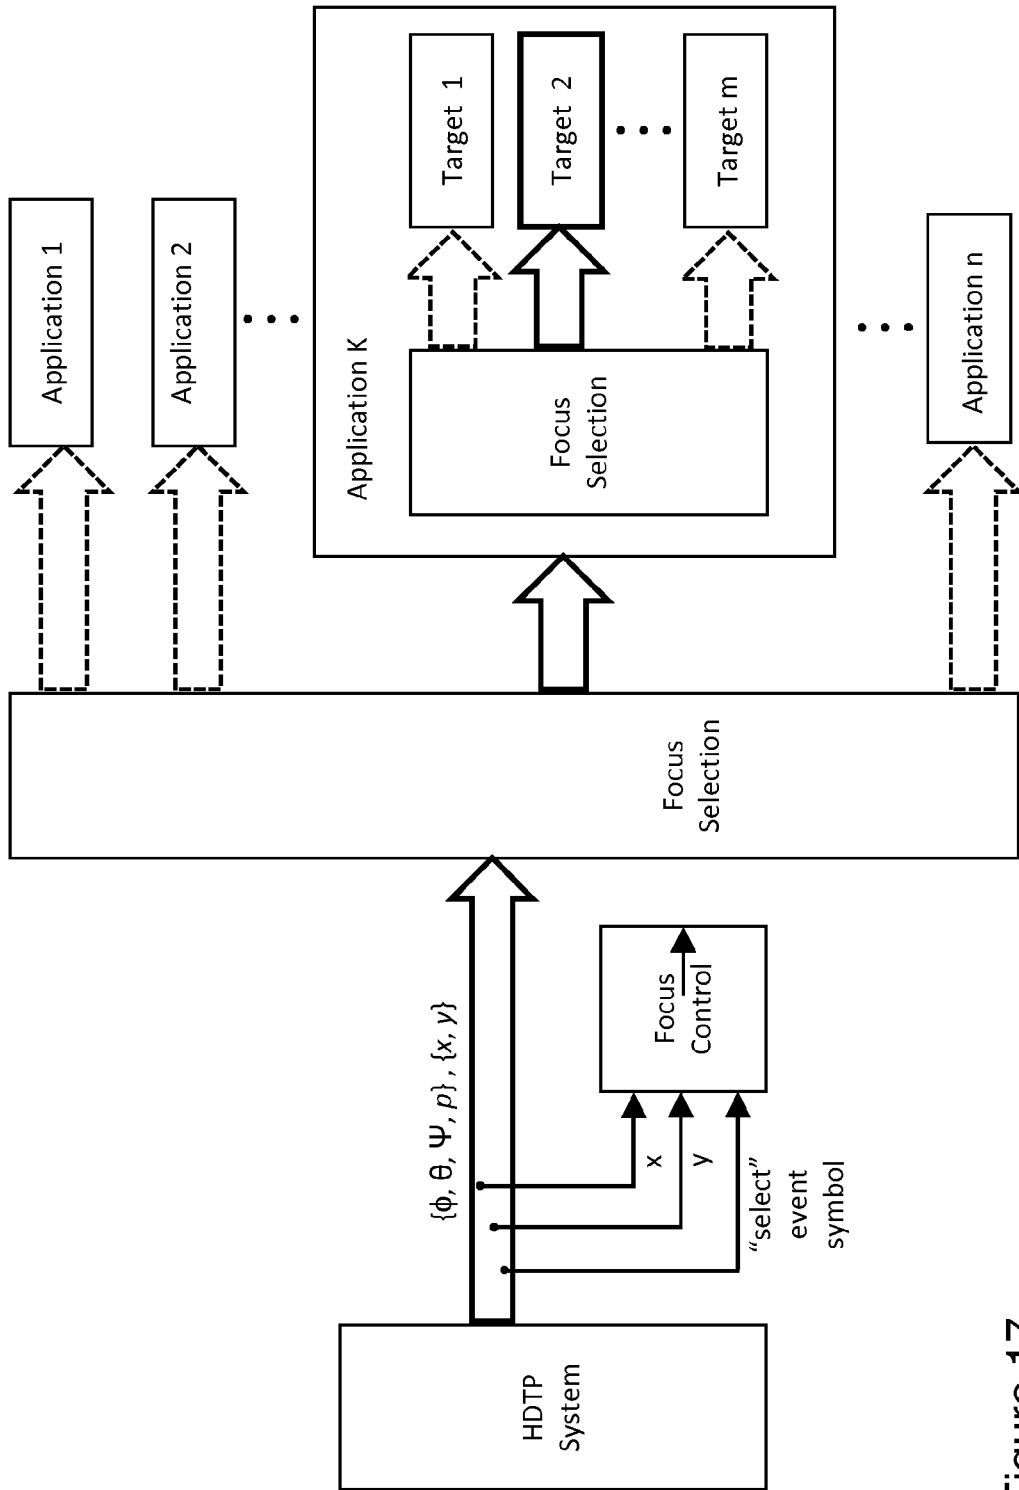 HDTP
System
{ϕ, θ, Ψ, p} , {x, y}
x
y
“select”
event
symbol
Focus
Control
Focus
Selection
Application 1
Application 2
• • •
Application K
Focus
Selection
Target 1
Target 2
• • •
Target m
• • •
Application n
Figure 17